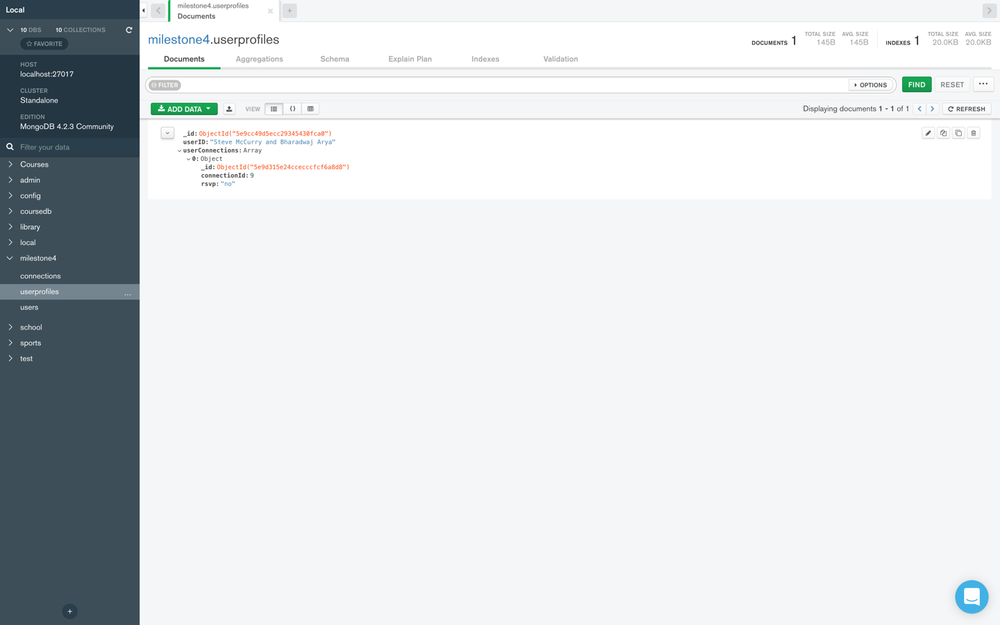 Local
10 DBS 10 COLLECTIONS
FAVORITE
HOST
localhost:27017
CLUSTER
Standalone
EDITION
MongoDB 4.2.3 Community
Filter your data
Courses
admin
config
coursedb
library
local
milestone4
connections
userprofiles ...
users
school
sports
test
milestone4.userprofiles
Documents
milestone4.userprofiles
DOCUMENTS 1 TOTAL SIZE 145B AVG. SIZE 145B INDEXES 1 TOTAL SIZE 20.0KB AVG. SIZE 20.0KB
Documents Aggregations Schema Explain Plan Indexes Validation
FILTER OPTIONS FIND RESET ...
ADD DATA VIEW { } Displaying documents 1 - 1 of 1 REFRESH
_id: ObjectId("5e9cc49d5ecc29345430fca0")
userID: "Steve McCurry and Bharadwaj Arya"
userConnections: Array
0: Object
_id: ObjectId("5e9d315e24ccecccfcf6a8d8")
connectionId: 9
rsvp: "no"